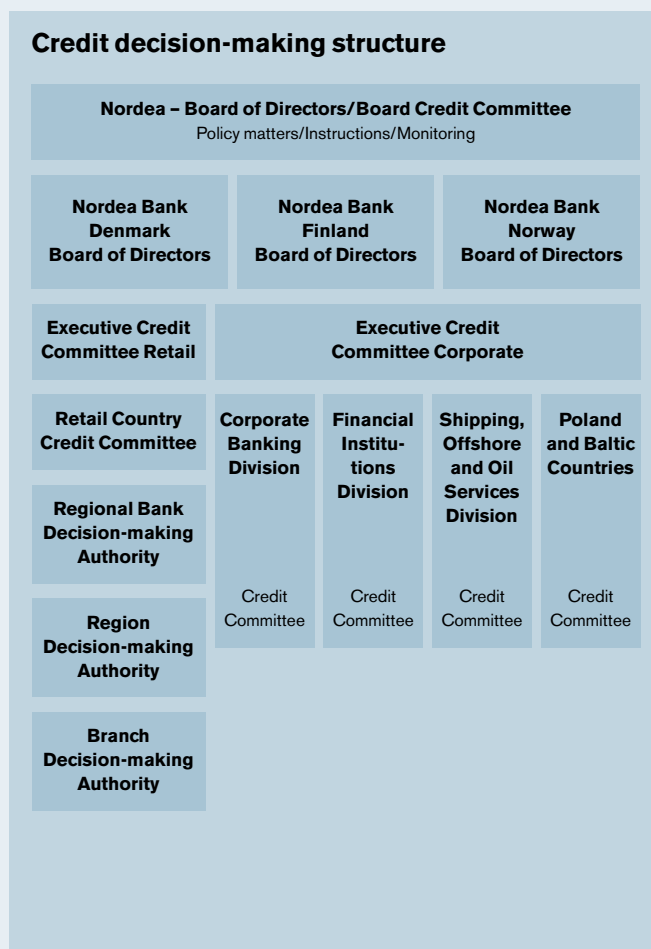 Credit decision-making structure
Nordea – Board of Directors/Board Credit Committee
Policy matters/Instructions/Monitoring
Nordea Bank
Denmark
Board of Directors
Nordea Bank
Finland
Board of Directors
Nordea Bank
Norway
Board of Directors
Executive Credit
Committee Retail
Executive Credit
Committee Corporate
Retail Country
Credit Committee
Regional Bank
Decision-making
Authority
Region
Decision-making
Authority
Branch
Decision-making
Authority
Corporate
Banking
Division
Credit
Committee
Financial
Institu-
tions
Division
Credit
Committee
Shipping,
Offshore
and Oil
Services
Division
Credit
Committee
Poland
and Baltic
Countries
Credit
Committee